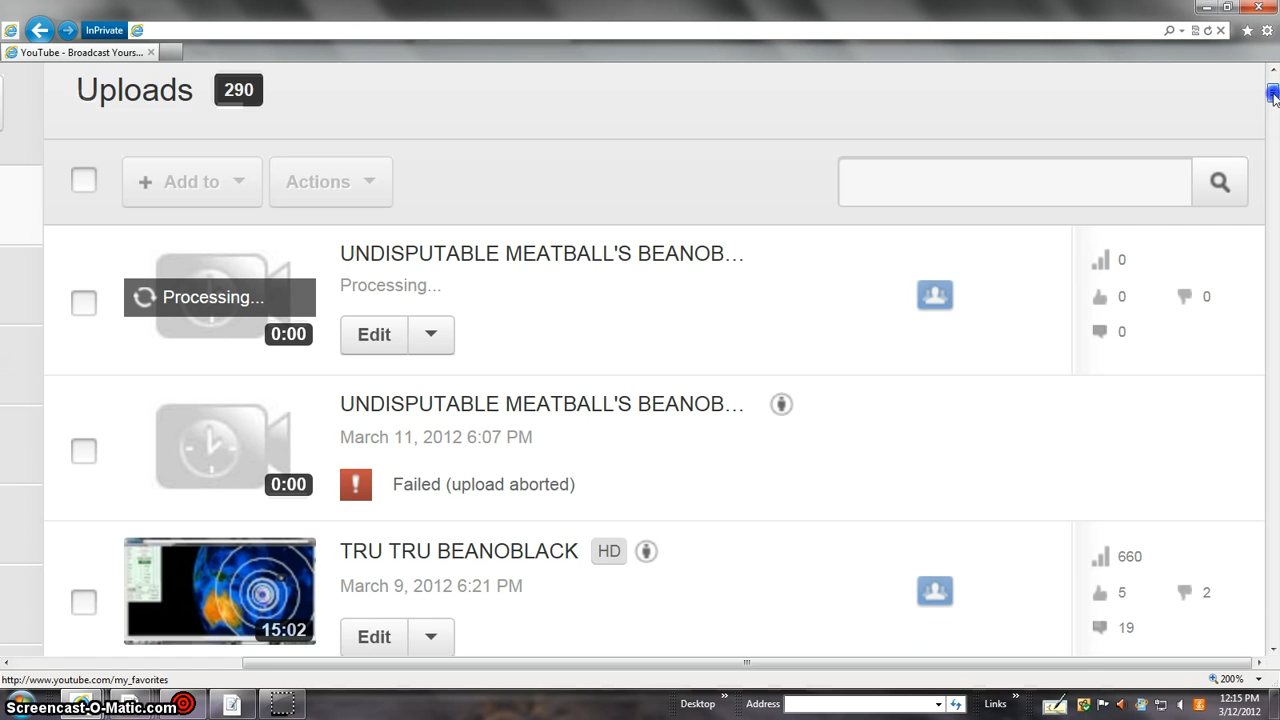 InPrivate
YouTube - Broadcast Yours...
Uploads 290
+ Add to Actions
UNDISPUTABLE MEATBALL'S BEANOB...
Processing...
Processing...
0:00
Edit
0
0 0
0
UNDISPUTABLE MEATBALL'S BEANOB...
March 11, 2012 6:07 PM
0:00
Failed (upload aborted)
TRU TRU BEANOBLACK HD
March 9, 2012 6:21 PM
15:02
Edit
660
5 2
19
http://www.youtube.com/my_favorites
200%
Screencast-O-Matic.com
Desktop
Address
Links
12:15 PM
3/12/2012